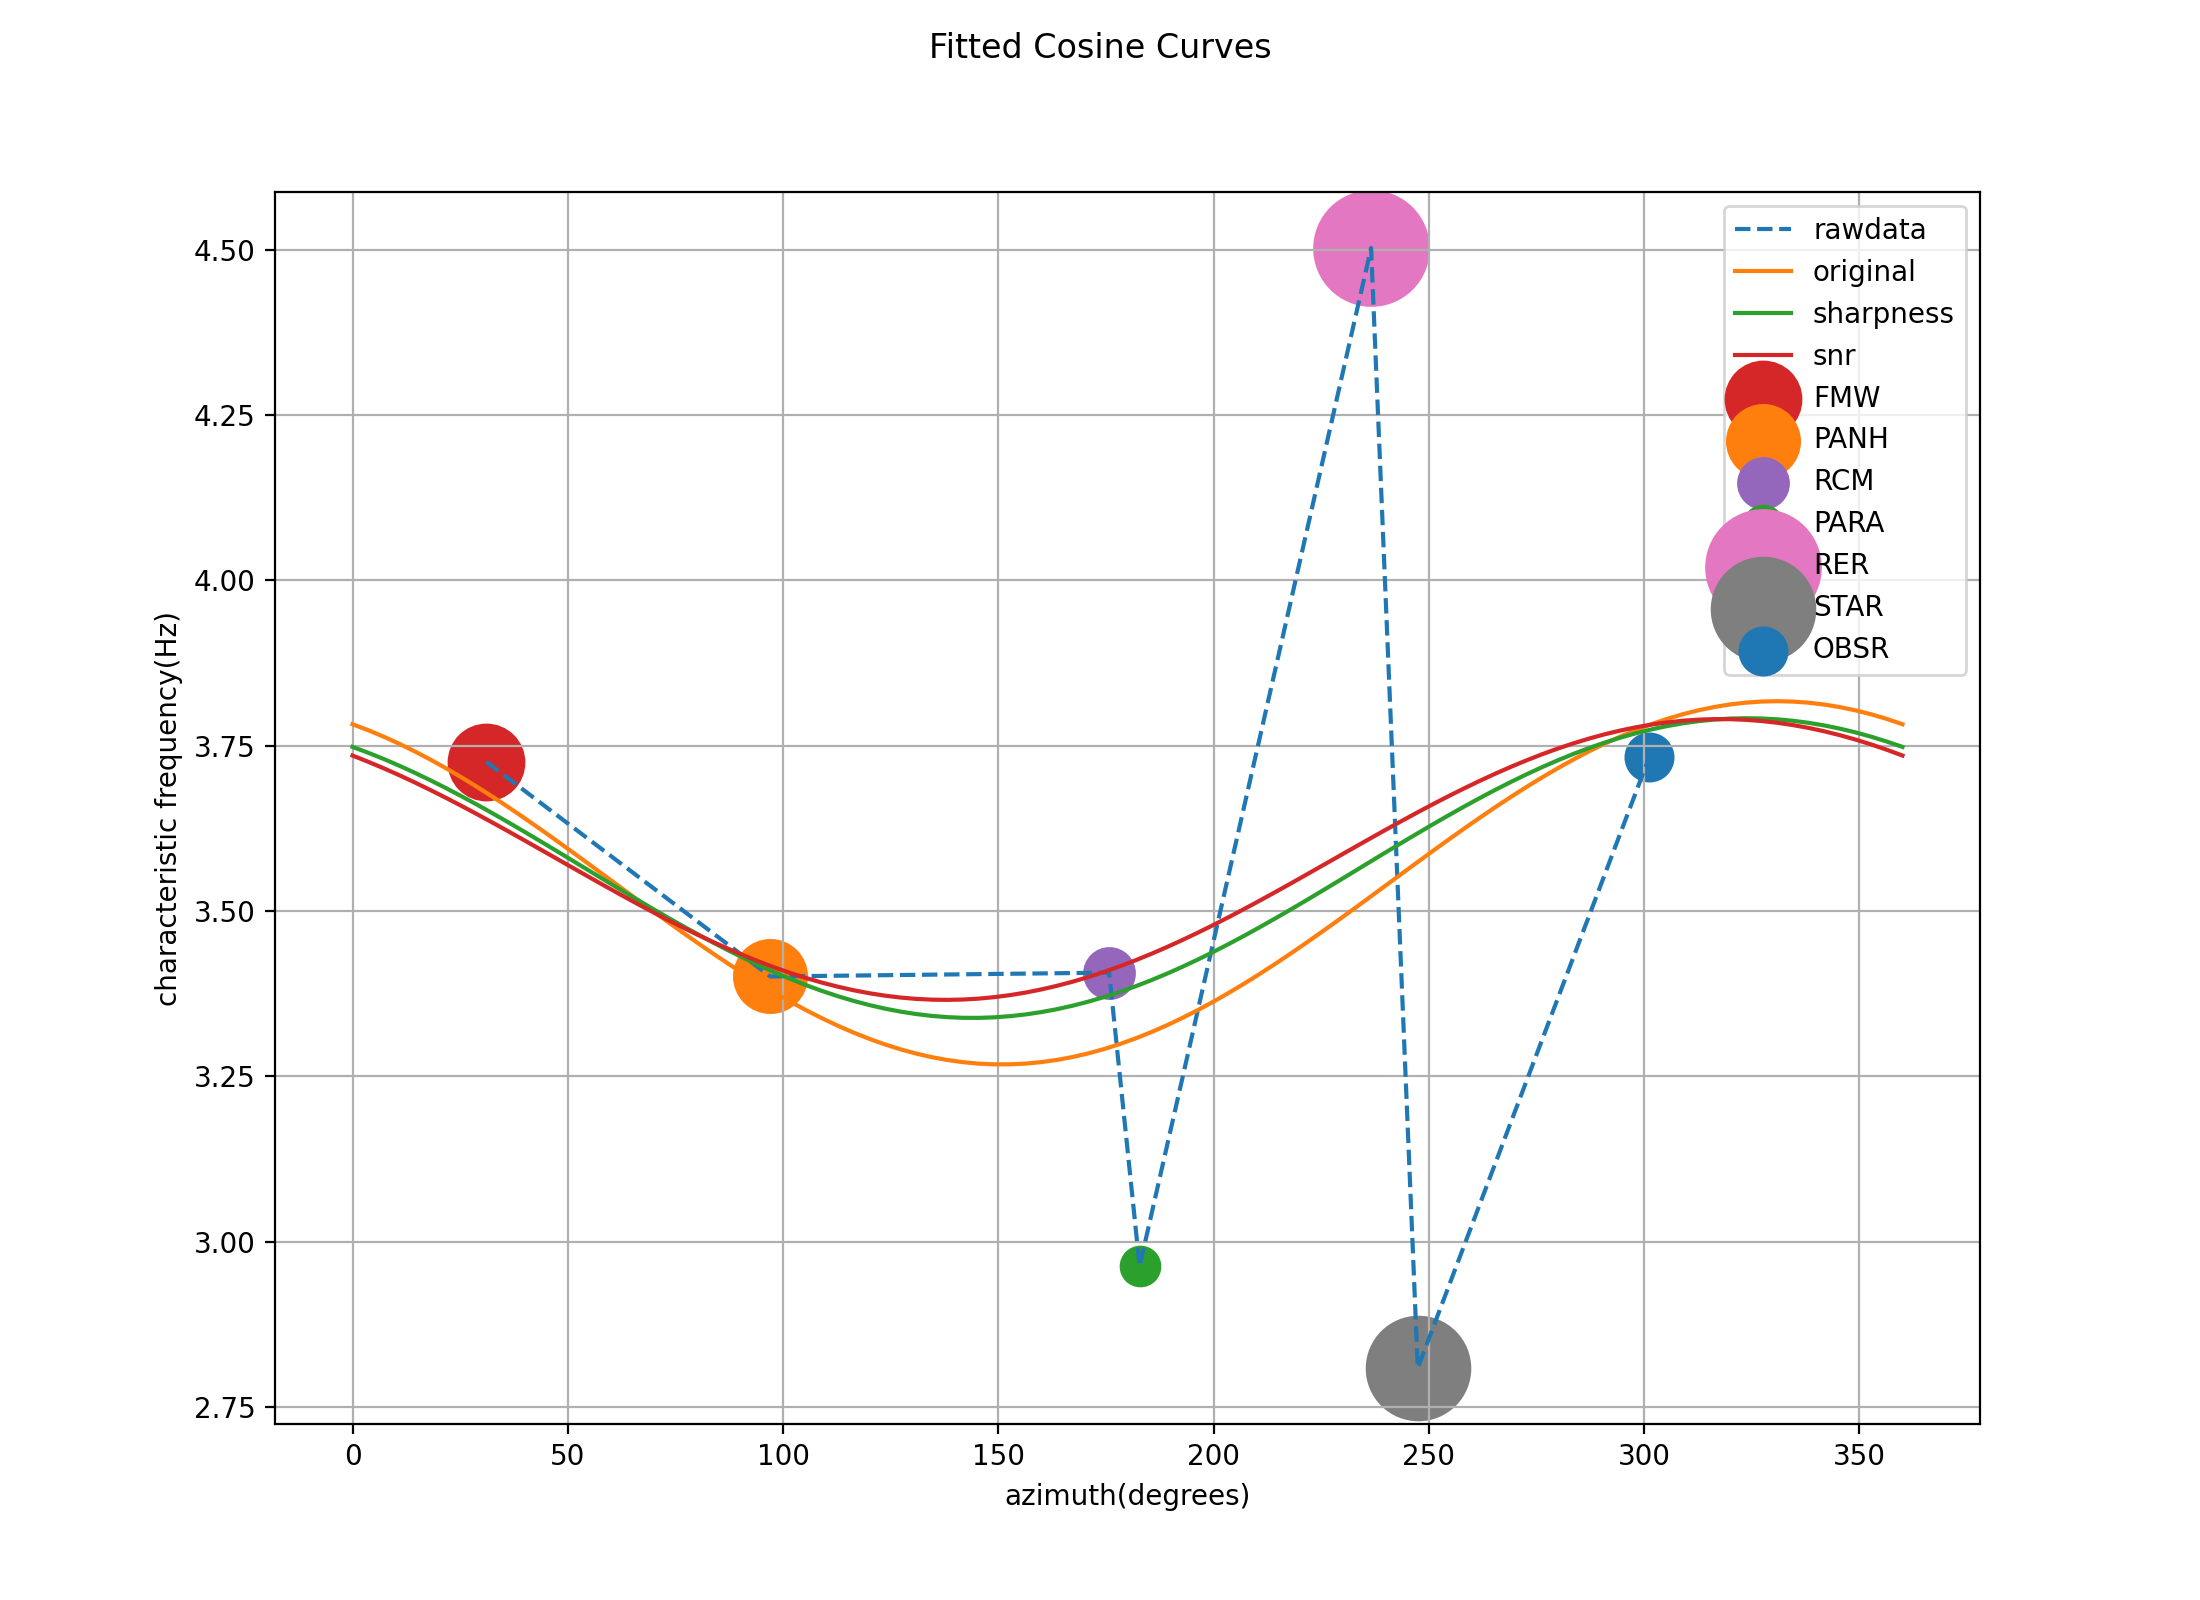 Fitted Cosine Curves
4.50
4.25
4.00
3.75
3.50
3.25
3.00
2.75
characteristic frequency(Hz)
0 50 100 150 200 250 300 350
azimuth(degrees)
rawdata
original
sharpness
snr
FMW
PANH
RCM
PARA
RER
STAR
OBSR